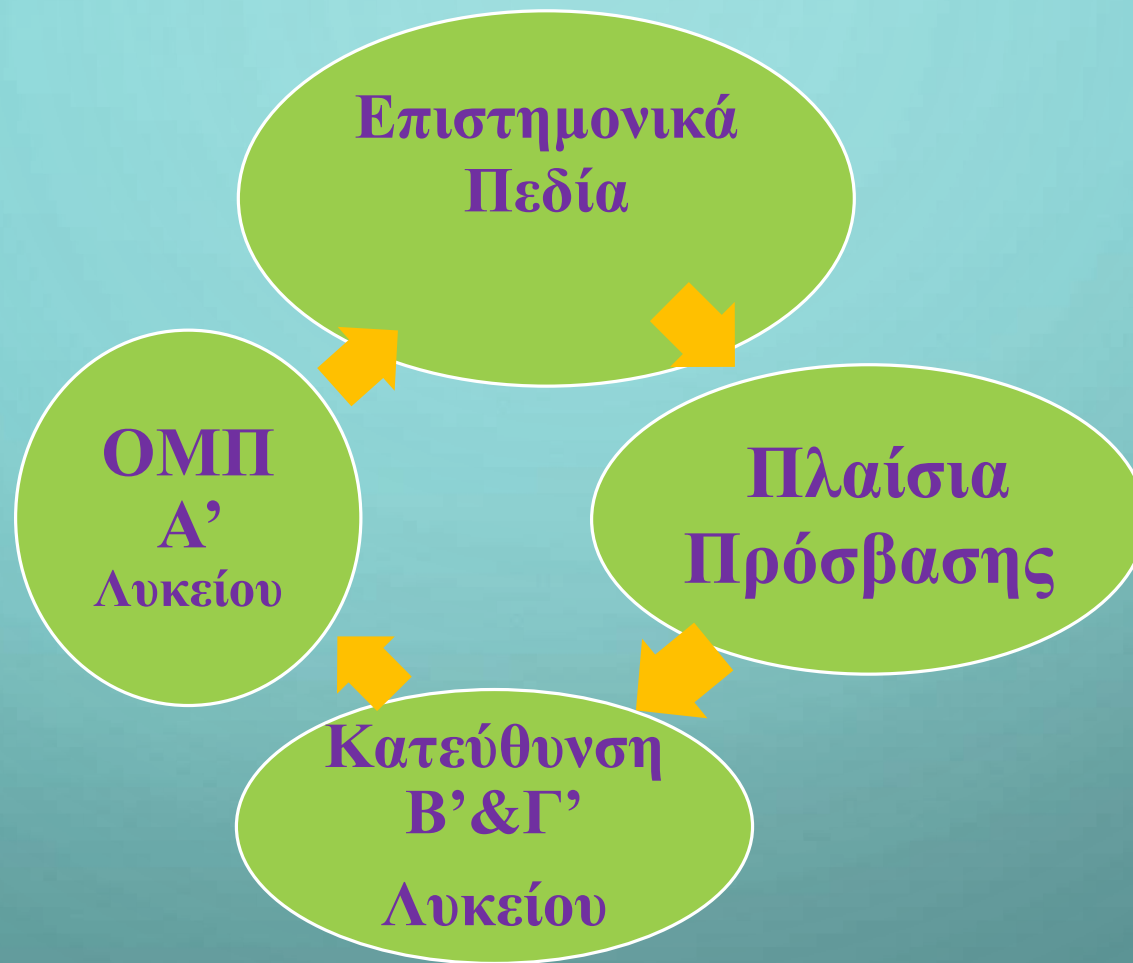 Επιστημονικά
Πεδία
Πλαίσια
Πρόσβασης
Κατεύθυνση
Β’&Γ’
Λυκείου
ΟΜΠ
Α’
Λυκείου